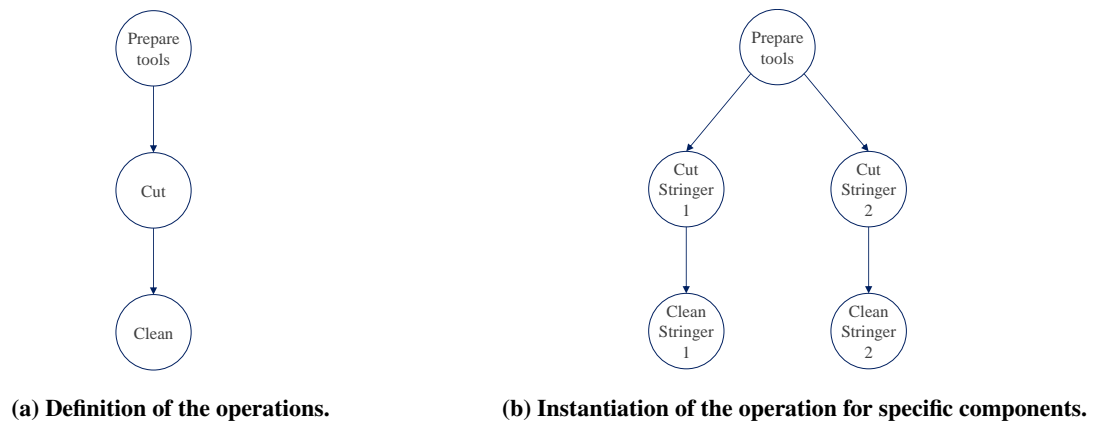 Prepare
tools
Cut
Clean
(a) Definition of the operations.
Prepare
tools
Cut
Stringer
1
Cut
Stringer
2
Clean
Stringer
1
Clean
Stringer
2
(b) Instantiation of the operation for specific components.